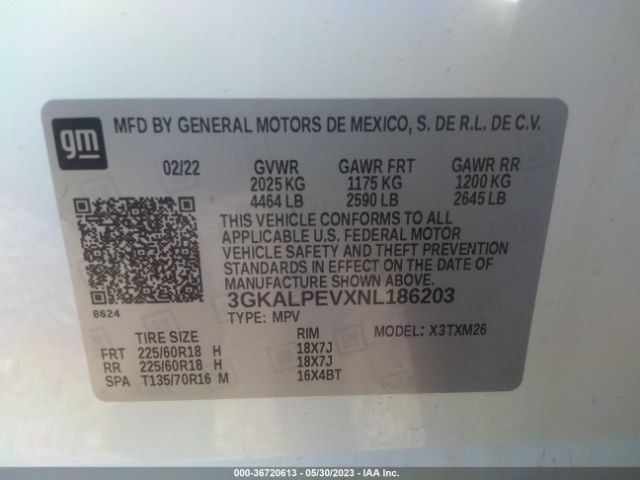 gm MFD BY GENERAL MOTORS DE MEXICO, S. DE R.L. DE C.V.
02/22 GVWR GAWR FRT GAWR RR
2025 KG 1175 KG 1200 KG
4464 LB 2590 LB 2645 LB
THIS VEHICLE CONFORMS TO ALL
APPLICABLE U.S. FEDERAL MOTOR
VEHICLE SAFETY AND THEFT PREVENTION
STANDARDS IN EFFECT ON THE DATE OF
MANUFACTURE SHOWN ABOVE.
8624 3GKALPEVXNL186203
TYPE: MPV MODEL: X3TXM26
TIRE SIZE RIM
FRT 225/60R18 H 18X7J
RR 225/60R18 H 18X7J
SPA T135/70R16 M 16X4BT
000-36720613 - 05/30/2023 - IAA Inc.